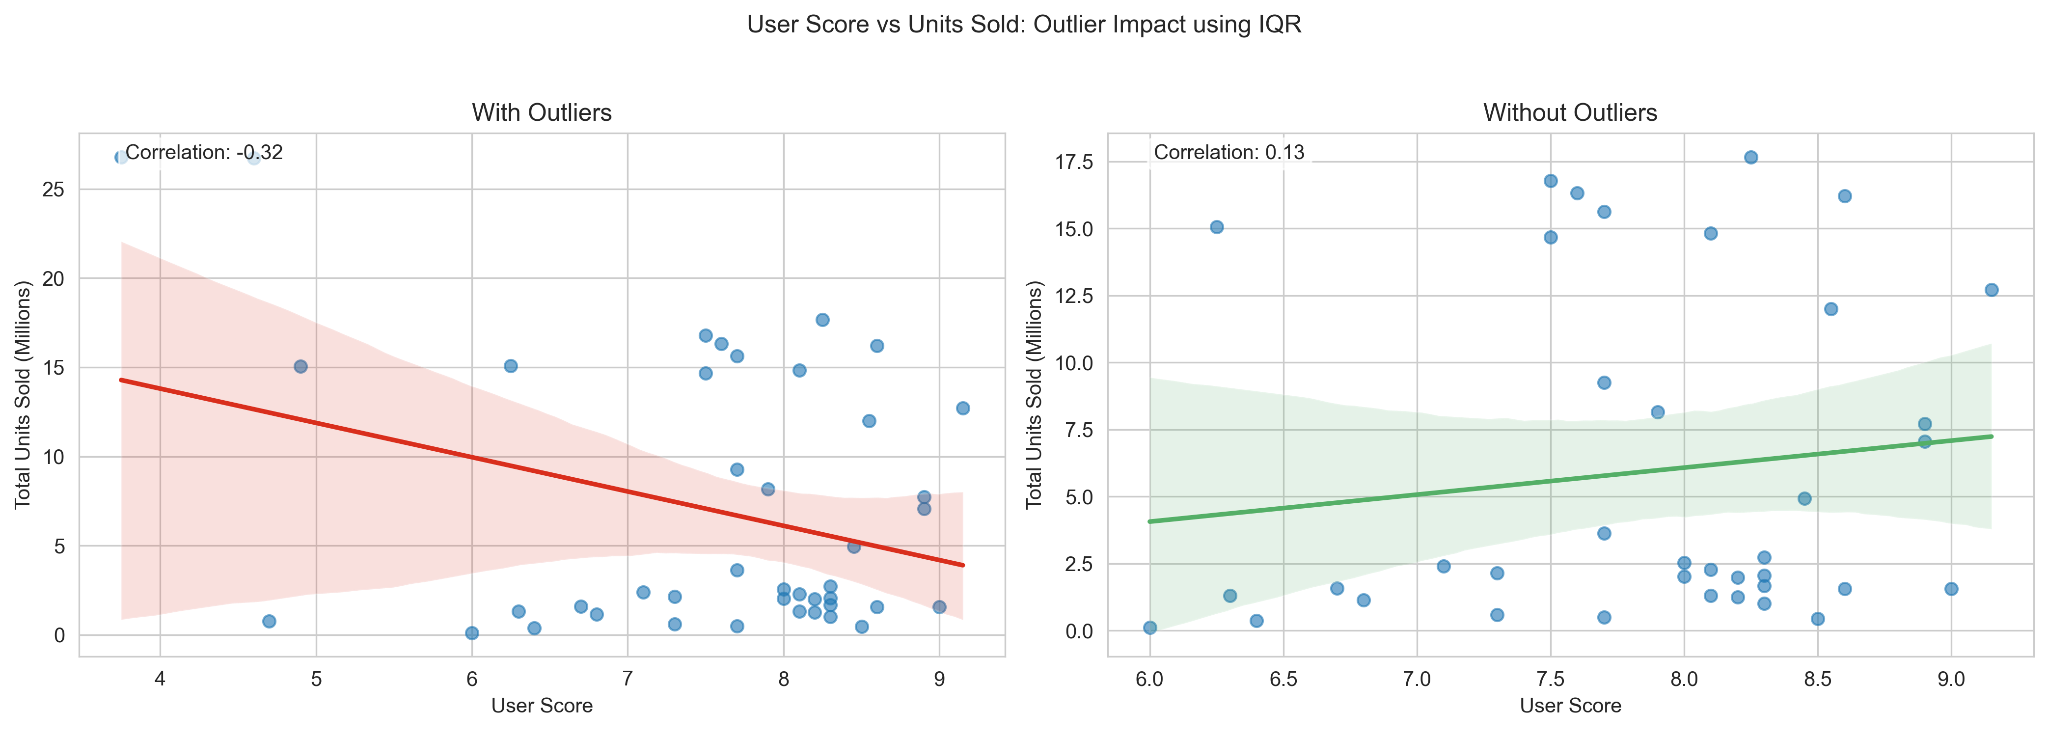 User Score vs Units Sold: Outlier Impact using IQR
With Outliers
Correlation: -0.32
Total Units Sold (Millions)
25
20
15
10
5
0
4 5 6 7 8 9
User Score
Without Outliers
Correlation: 0.13
Total Units Sold (Millions)
17.5
15.0
12.5
10.0
7.5
5.0
2.5
0.0
6.0 6.5 7.0 7.5 8.0 8.5 9.0
User Score